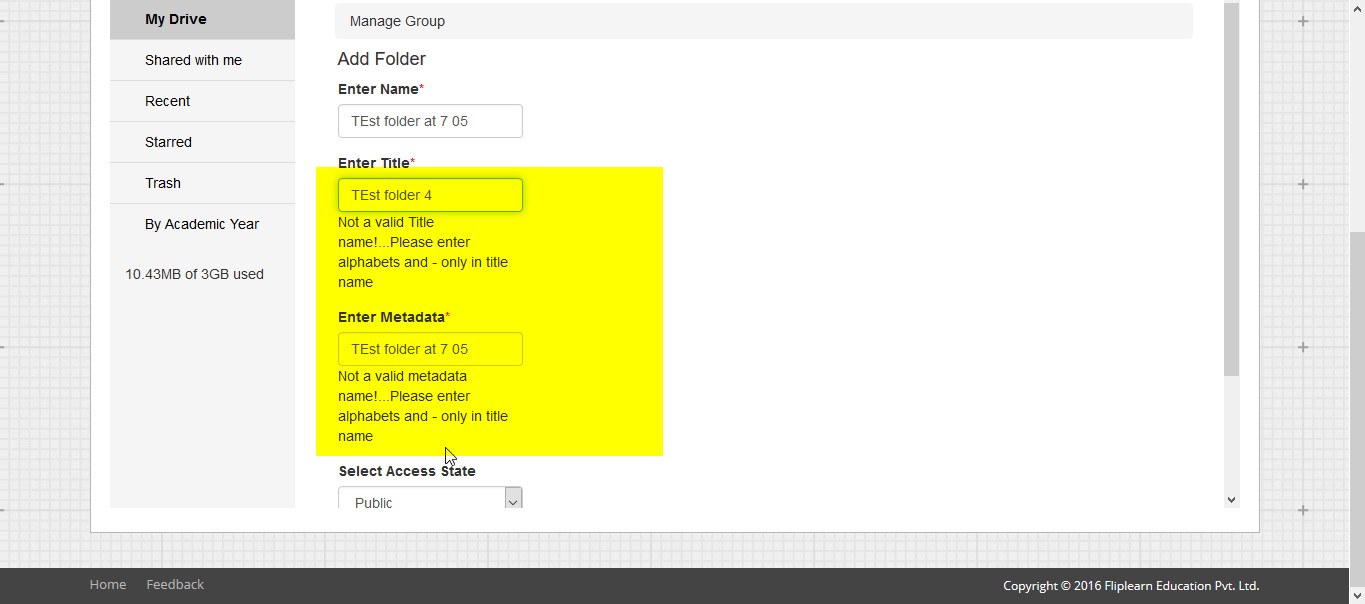 My Drive
Shared with me
Recent
Starred
Trash
By Academic Year
10.43MB of 3GB used
Manage Group
Add Folder
Enter Name*
TEst folder at 7 05
Enter Title*
TEst folder 4
Not a valid Title
name!...Please enter
alphabets and - only in title
name
Enter Metadata*
TEst folder at 7 05
Not a valid metadata
name!...Please enter
alphabets and - only in title
name
Select Access State
Public
Home Feedback
Copyright © 2016 Fliplearn Education Pvt. Ltd.